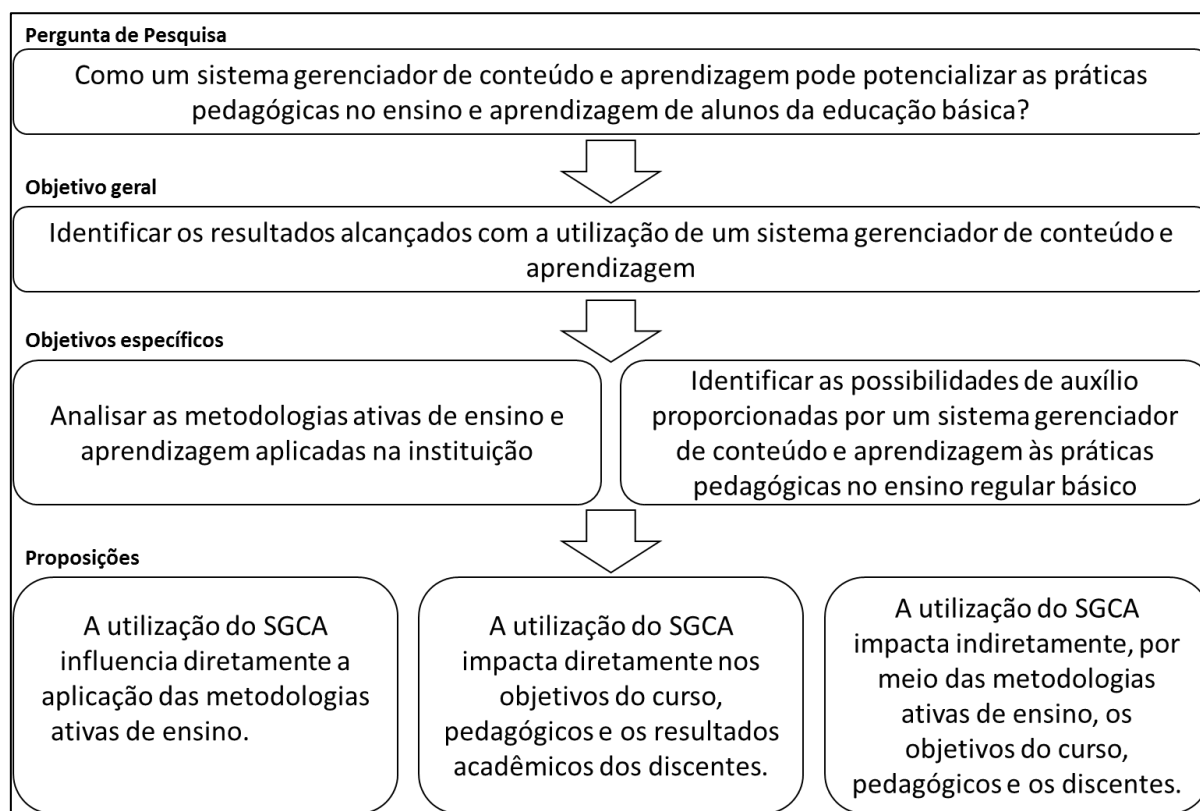 Pergunta de Pesquisa
Como um sistema gerenciador de conteúdo e aprendizagem pode potencializar as práticas
pedagógicas no ensino e aprendizagem de alunos da educação básica?
Objetivo geral
Identificar os resultados alcançados com a utilização de um sistema gerenciador de conteúdo e
aprendizagem
Objetivos específicos
Analisar as metodologias ativas de ensino e
aprendizagem aplicadas na instituição
Identificar as possibilidades de auxílio
proporcionadas por um sistema gerenciador
de conteúdo e aprendizagem às práticas
pedagógicas no ensino regular básico
Proposições
A utilização do SGCA
influencia diretamente a
aplicação das metodologias
ativas de ensino.
A utilização do SGCA
impacta diretamente nos
objetivos do curso,
pedagógicos e os resultados
acadêmicos dos discentes.
A utilização do SGCA
impacta indiretamente, por
meio das metodologias
ativas de ensino, os
objetivos do curso,
pedagógicos e os discentes.